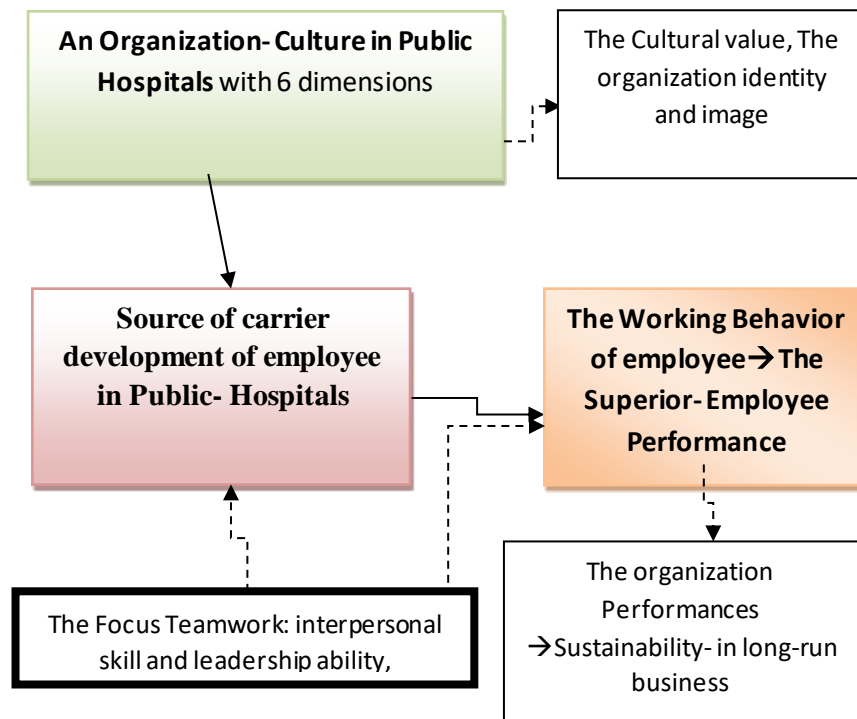 An Organization- Culture in Public
Hospitals with 6 dimensions
The Cultural value, The
organization identity
and image
Source of carrier
development of employee
in Public- Hospitals
The Working Behavior
of employee→The
Superior- Employee
Performance
The Focus Teamwork: interpersonal
skill and leadership ability,
The organization
Performances
→Sustainability- in long-run
business